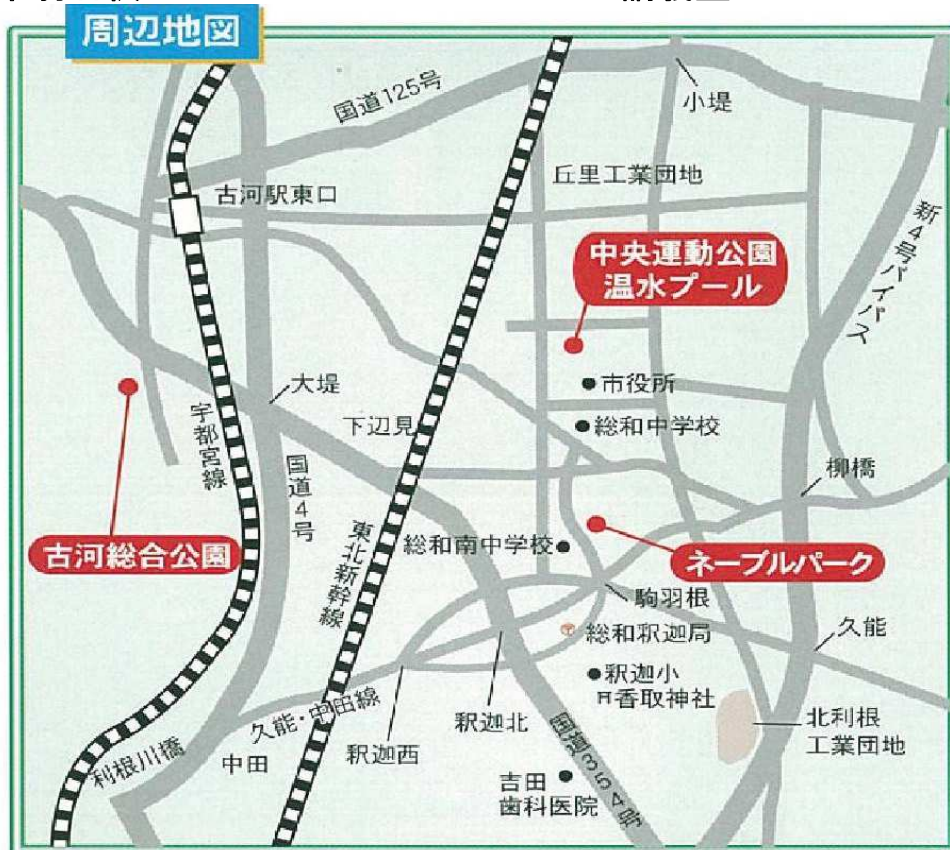 周辺地図
国道125号
小堤
丘里工業団地
古河駅東口
新4号バイパス
中央運動公園
温水プール
市役所
大堤
総和中学校
下辺見
宇都宮線
国道4号
柳橋
東北新幹線
総和南中学校
古河総合公園
ネーブルパーク
駒羽根
総和釈迦局
久能
釈迦小
香取神社
北利根
工業団地
久能・中田線
釈迦西
釈迦北
国道354号
利根川橋
中田
吉田
歯科医院